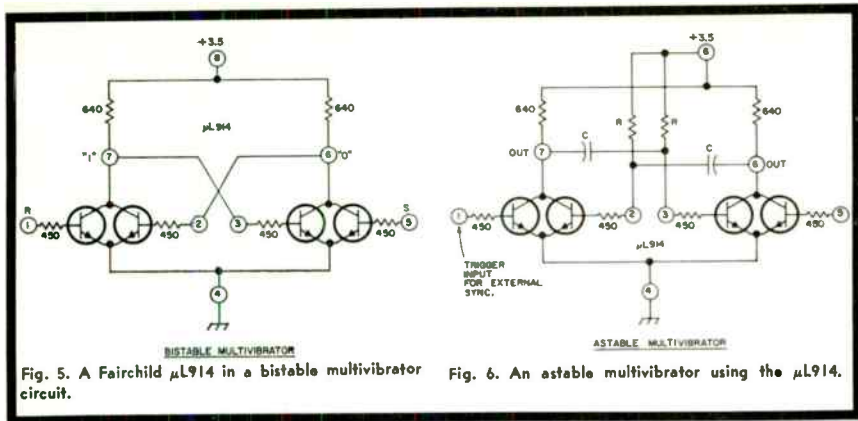 +3.5
8
640
640
µL914
"1"
7
6
"0"
R
1
450
450
2
3
450
450
S
5
4
BISTABLE MULTIVIBRATOR
Fig. 5. A Fairchild µL914 in a bistable multivibrator
circuit.
+3.5
6
640
R
R
640
C
C
OUT
7
6
OUT
1
450
450
2
3
450
450
5
µL914
TRIGGER
INPUT
FOR EXTERNAL
SYNC.
4
ASTABLE MULTIVIBRATOR
Fig. 6. An astable multivibrator using the µL914.